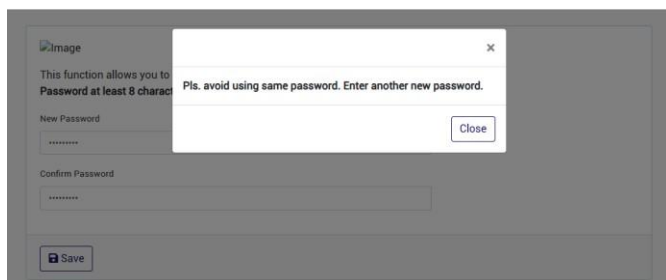 Image
This function allows you to
Password at least 8 charact
New Password
Confirm Password
Save
×
Pls. avoid using same password. Enter another new password.
Close